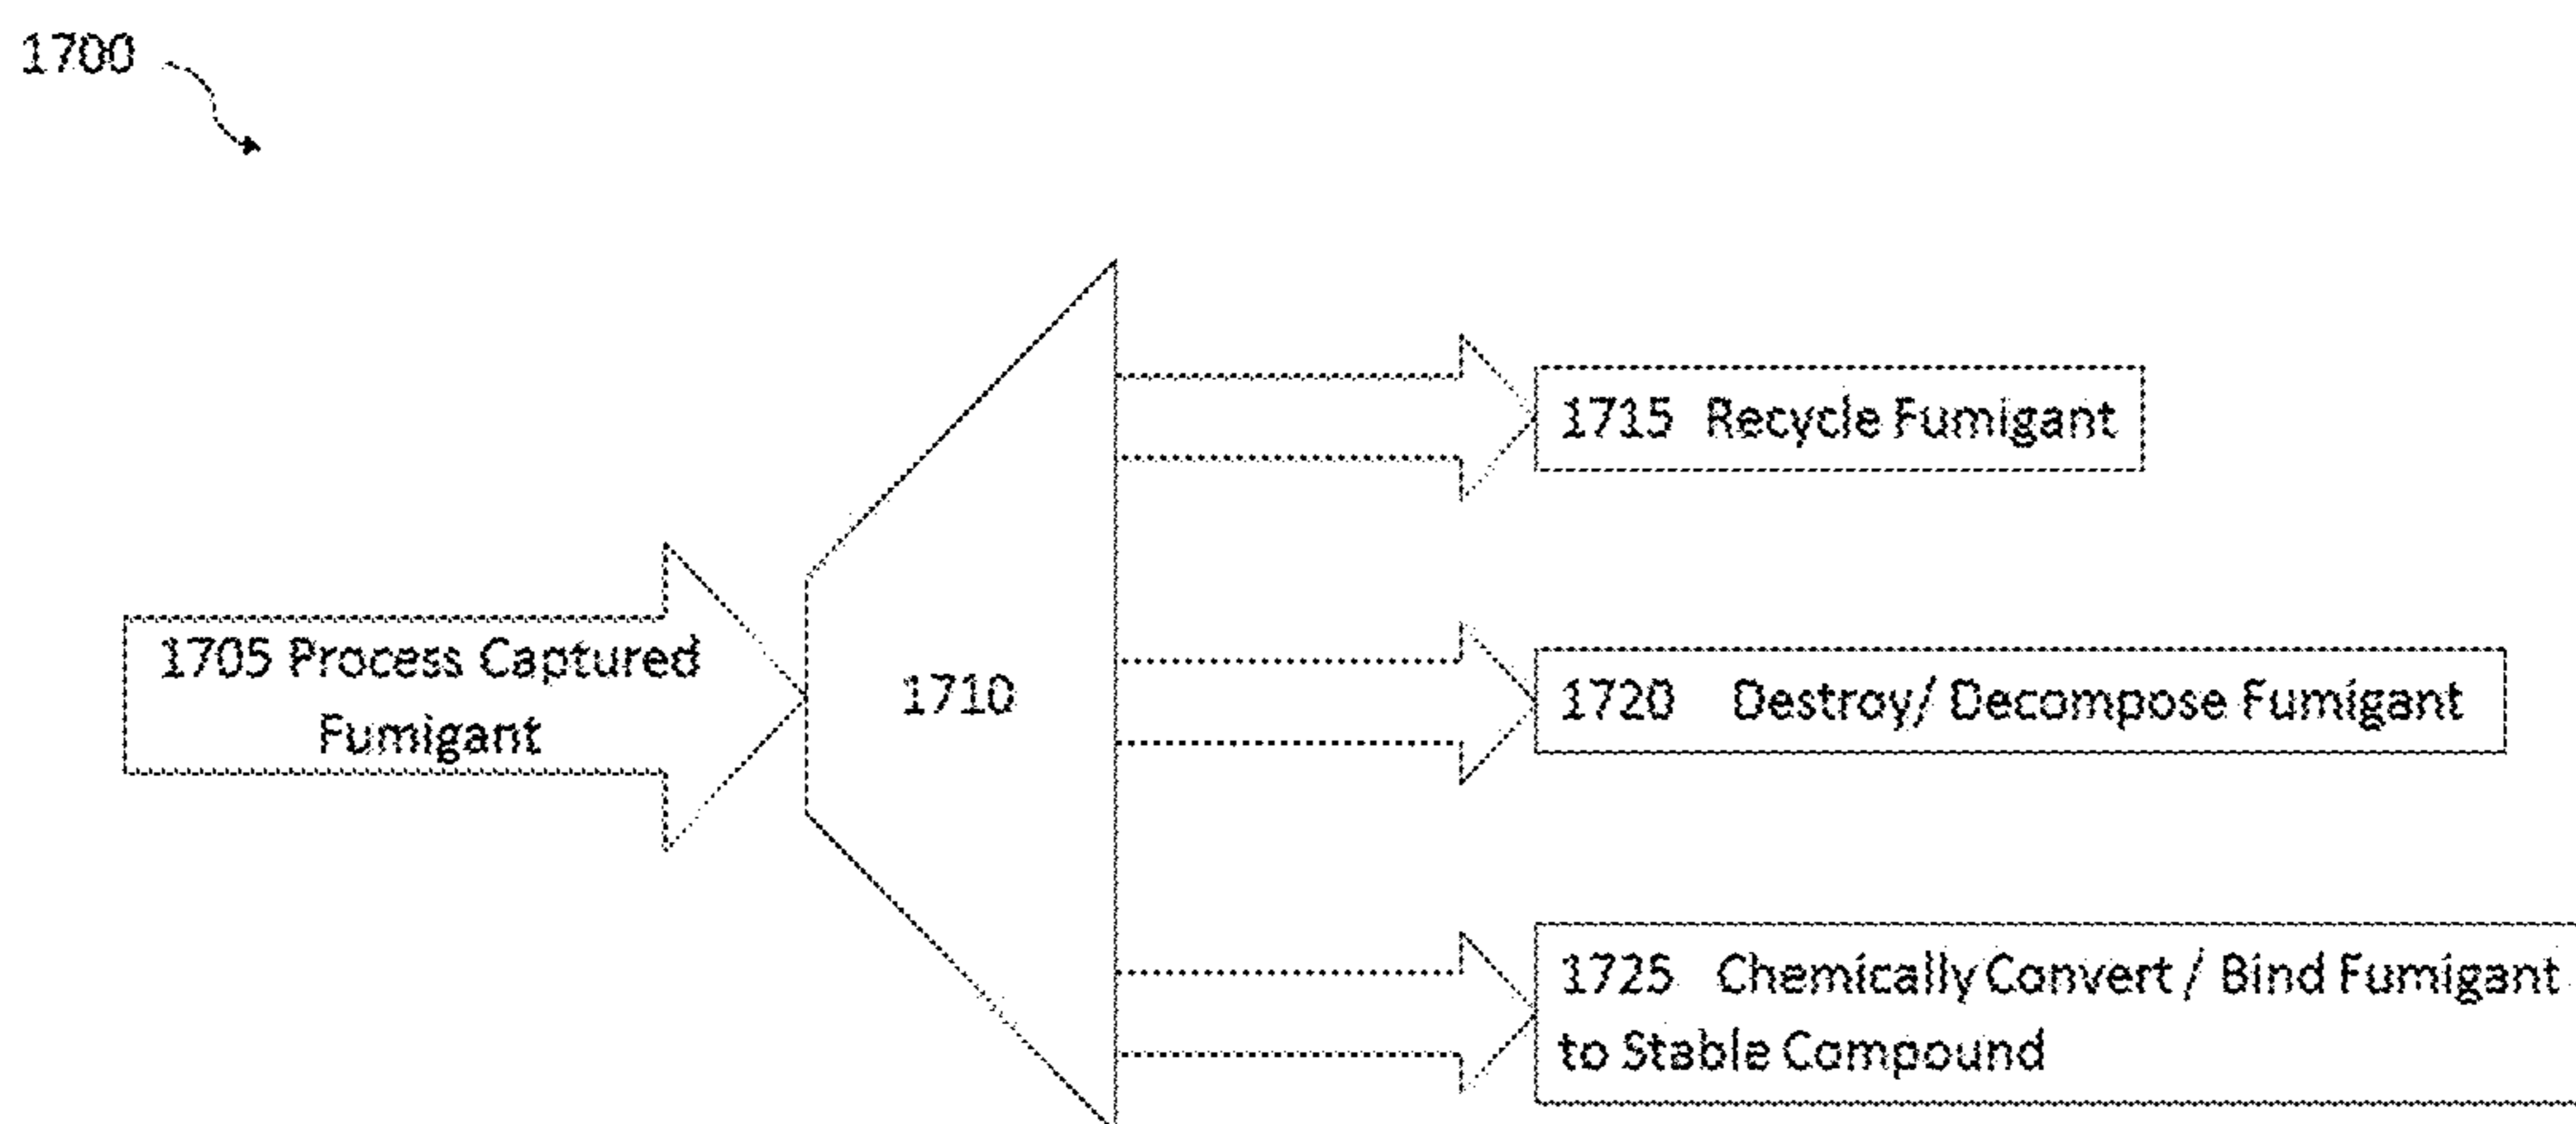 1700
1715 Recycle Fumigant
1705 Process Captured
Fumigant
1710
1720 Destroy/ Decompose Fumigant
1725 Chemically Convert / Bind Fumigant
to Stable Compound